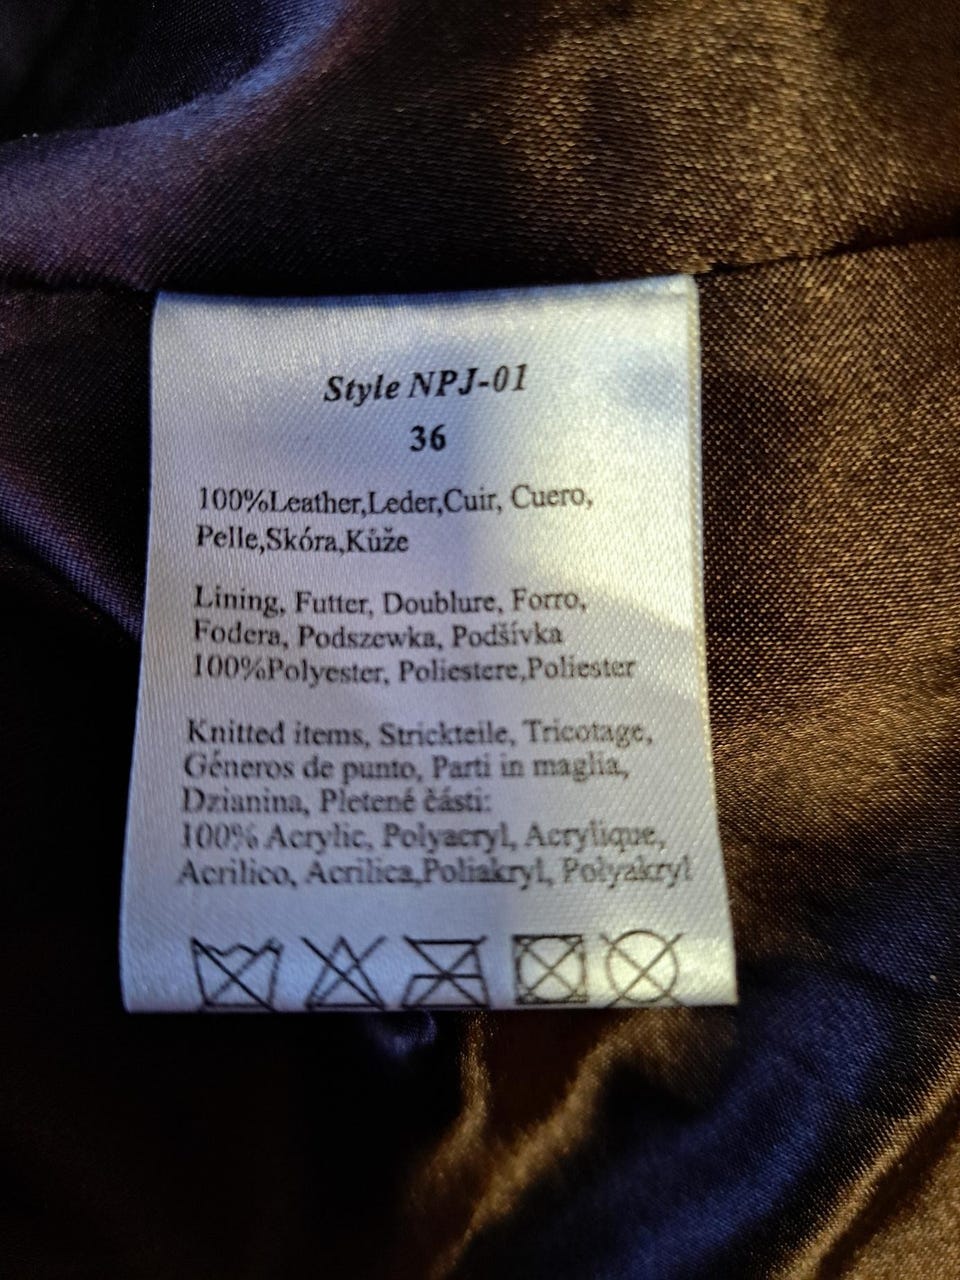 Style NPJ-01
36
100%Leather,Leder,Cuir, Cuero,
Pelle,Skóra,Kůže
Lining, Futter, Doublure, Forro,
Fodera, Podszewka, Podšívka
100%Polyester, Poliestere,Poliester
Knitted items, Strickteile, Tricotage,
Géneros de punto, Parti in maglia,
Dzianina, Pletené části:
100% Acrylic, Polyacryl, Acrylique,
Acrilico, Acrilica,Poliakryl, Polyakryl